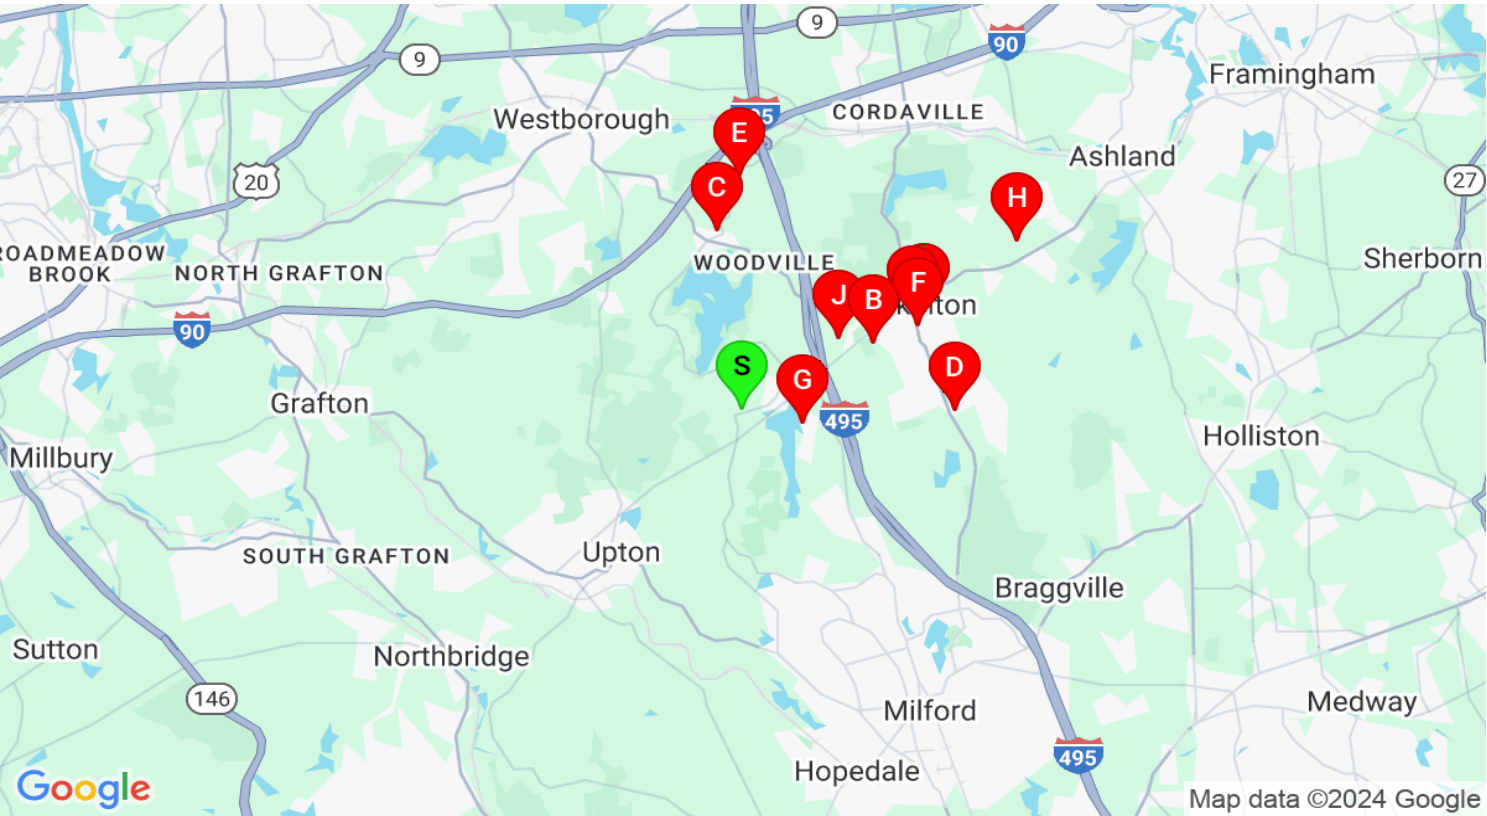 9
9
90
Framingham
Westborough
CORDAVILLE
E
Ashland
20
27
C
H
ROADMEADOW
BROOK
NORTH GRAFTON
WOODVILLE
Sherborn
J
B
F
90
S
G
D
Grafton
495
Holliston
Millbury
SOUTH GRAFTON
Upton
Braggville
Sutton
Northbridge
146
Milford
Medway
495
Hopedale
Google
Map data ©2024 Google